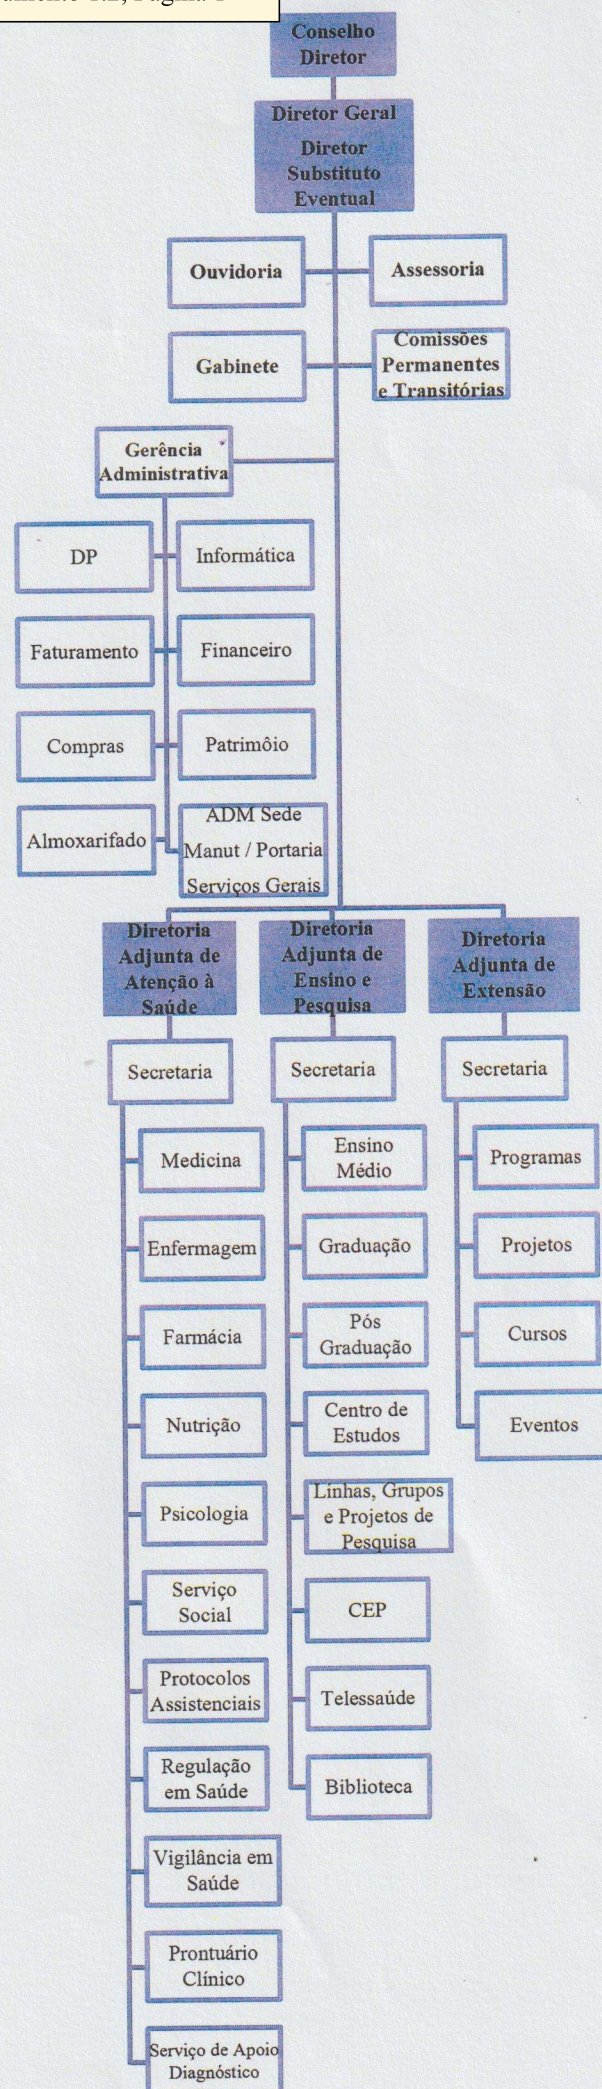 Conselho
Diretor
Diretor Geral
Diretor
Substituto
Eventual
Ouvidoria
Assessoria
Gabinete
Comissões
Permanentes
e Transitórias
Gerência
Administrativa
DP
Informática
Faturamento
Financeiro
Compras
Patrimôio
Almoxarifado
ADM Sede
Manut / Portaria
Serviços Gerais
Diretoria
Adjunta de
Atenção à
Saúde
Diretoria
Adjunta de
Ensino e
Pesquisa
Diretoria
Adjunta de
Extensão
Secretaria
Secretaria
Secretaria
Medicina
Enfermagem
Farmácia
Nutrição
Psicologia
Serviço
Social
Protocolos
Assistenciais
Regulação
em Saúde
Vigilância em
Saúde
Prontuário
Clínico
Serviço de Apoio
Diagnóstico
Ensino
Médio
Graduação
Pós
Graduação
Centro de
Estudos
Linhas, Grupos
e Projetos de
Pesquisa
CEP
Telessaúde
Biblioteca
Programas
Projetos
Cursos
Eventos